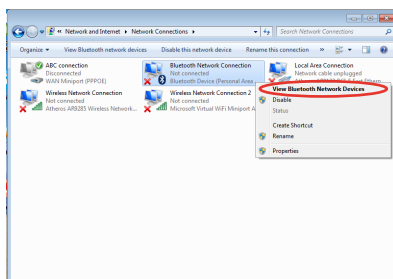 Network and Internet ▸ Network Connections ▸
Search Network Connections
Organize ▾ View Bluetooth network devices Disable this network device Rename this connection »
ABC connection
Disconnected
WAN Miniport (PPPOE)
Bluetooth Network Connection
Not connected
Bluetooth Device (Personal Area
Local Area Connection
Network cable unplugged
Wireless Network Connection
Not connected
Atheros AR9285 Wireless Network...
Wireless Network Connection 2
Not connected
Microsoft Virtual WiFi Miniport A
View Bluetooth Network Devices
Disable
Status
Create Shortcut
Rename
Properties